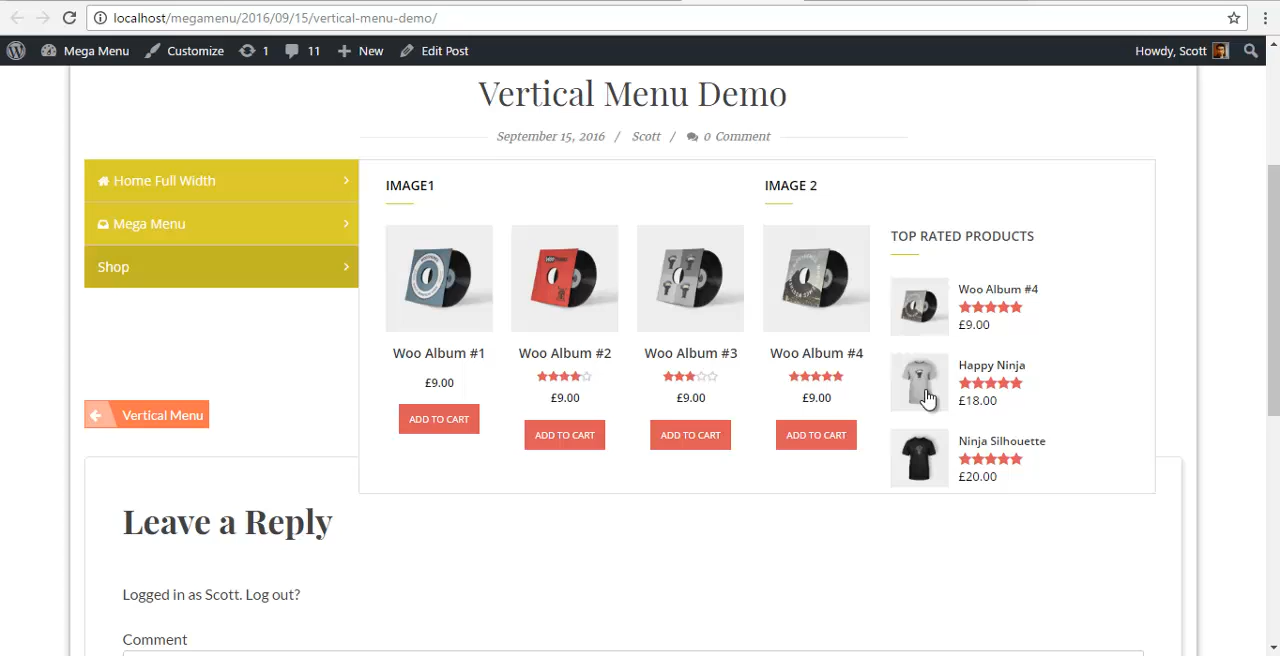 localhost/megamenu/2016/09/15/vertical-menu-demo/
Mega Menu Customize 1 11 New Edit Post Howdy, Scott
Vertical Menu Demo
September 15, 2016 / Scott / 0 Comment
Home Full Width
Mega Menu
Shop
IMAGE1
IMAGE 2
Woo Album #1
£9.00
ADD TO CART
Woo Album #2
£9.00
ADD TO CART
Woo Album #3
£9.00
ADD TO CART
Woo Album #4
£9.00
ADD TO CART
TOP RATED PRODUCTS
Woo Album #4
£9.00
Happy Ninja
£18.00
Ninja Silhouette
£20.00
Vertical Menu
Leave a Reply
Logged in as Scott. Log out?
Comment